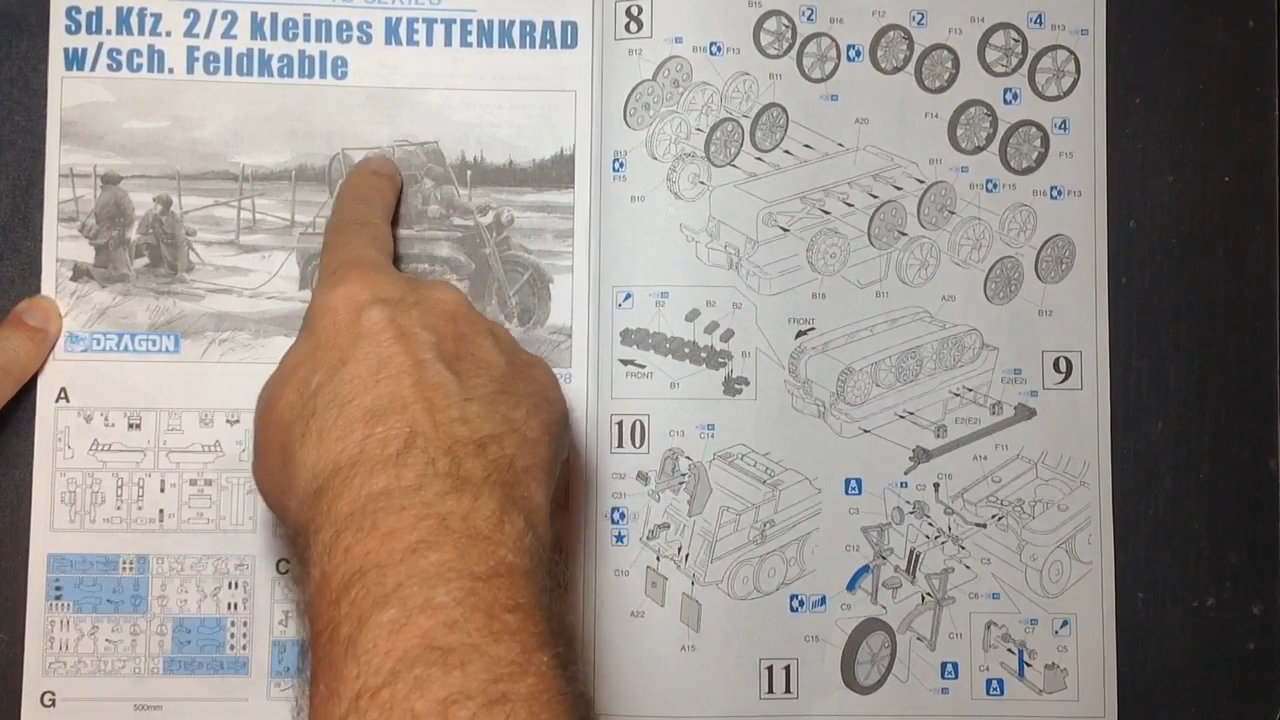 Sd.Kfz. 2/2 kleines KETTENKRAD
w/sch. Feldkable
DRAGON
A
C
G
500mm
8
B15
2
B16
F12
2
F13
B14
4
B13
B12
B16 F13
B11
A20
F14
4
F15
B13
F15
B10
B11
B13 F15
B16 F13
B18
B11
B12
B2
B2
B2
FRONT
B1
B1
FRONT
A20
9
E2(E2)
E2(E2)
F11
10
C13
C14
C32
C31
A22
A15
A14
C16
C2
C3
C12
C5
C9
C6
C11
C15
C7
C5
C4
11